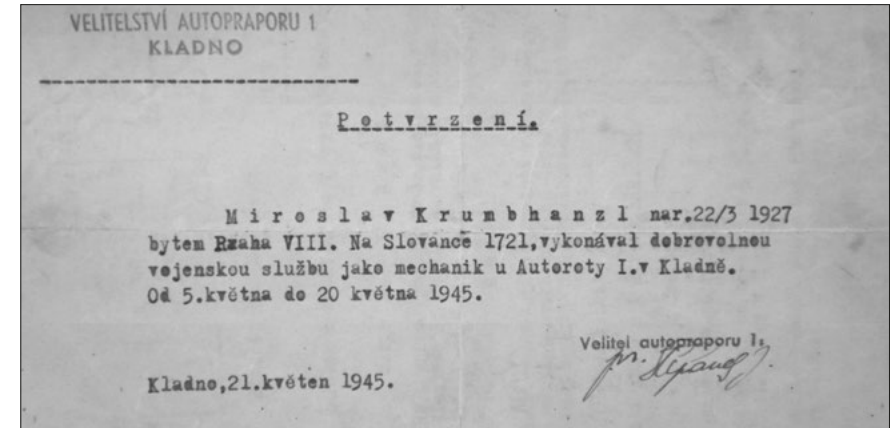 VELITELSTVÍ AUTOPRAPORU 1
KLADNO
Potvrzení.
Miroslav Krumbhanzl nar.22/3 1927
bytem Praha VIII. Na Slovance 1721,vykonával dobrovolnou
vojenskou službu jako mechanik u Autoroty I.v Kladně.
Od 5.května do 20 května 1945.
Velitel autopraporu 1.
Kladno,21.květen 1945.